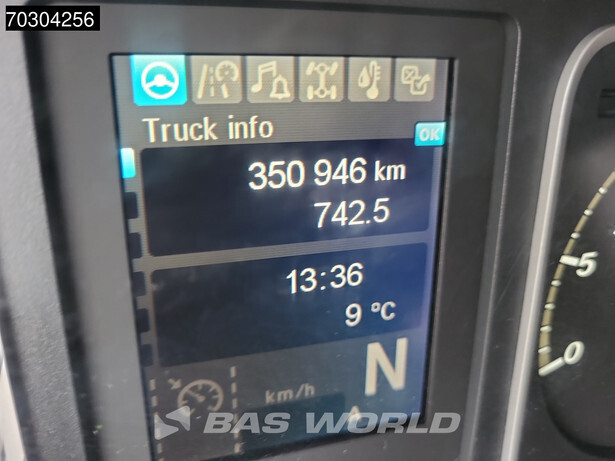 70304256
Truck info
OK
350 946 km
742.5
13:36
9 °C
N
km/h
BAS WORLD
5
0